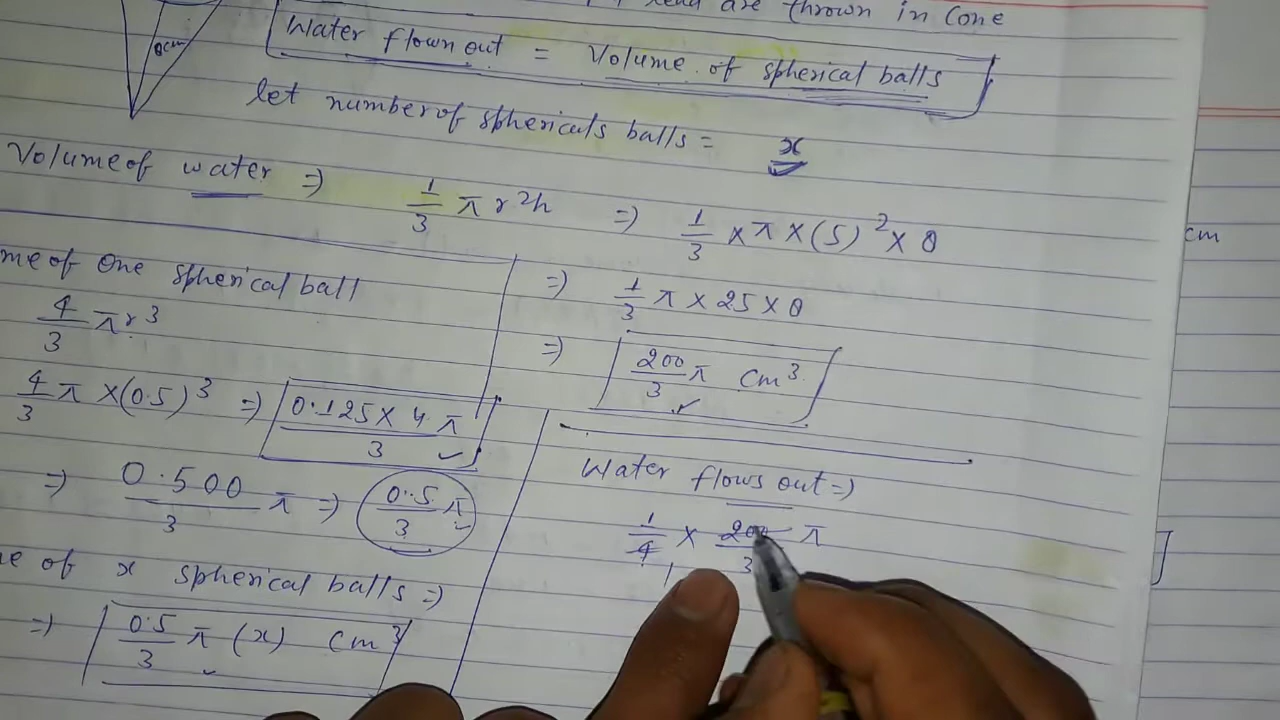 are thrown in Cone
8cm
Water flown out = Volume of spherical balls
let number of sphericals balls = x
Volume of water => 1/3 π r²h => 1/3 × π × (5)² × 8
cm
me of One spherical ball
4/3 π r³
4/3 π × (0.5)³ => 0.125 × 4 π / 3
=> 0.500/3 π => 0.5/3 π
e of x spherical balls =>
=> 0.5/3 π (x) cm³
=> 1/3 π × 25 × 8
=> 200/3 π cm³
Water flows out =>
1/4 × 200/3 π
1